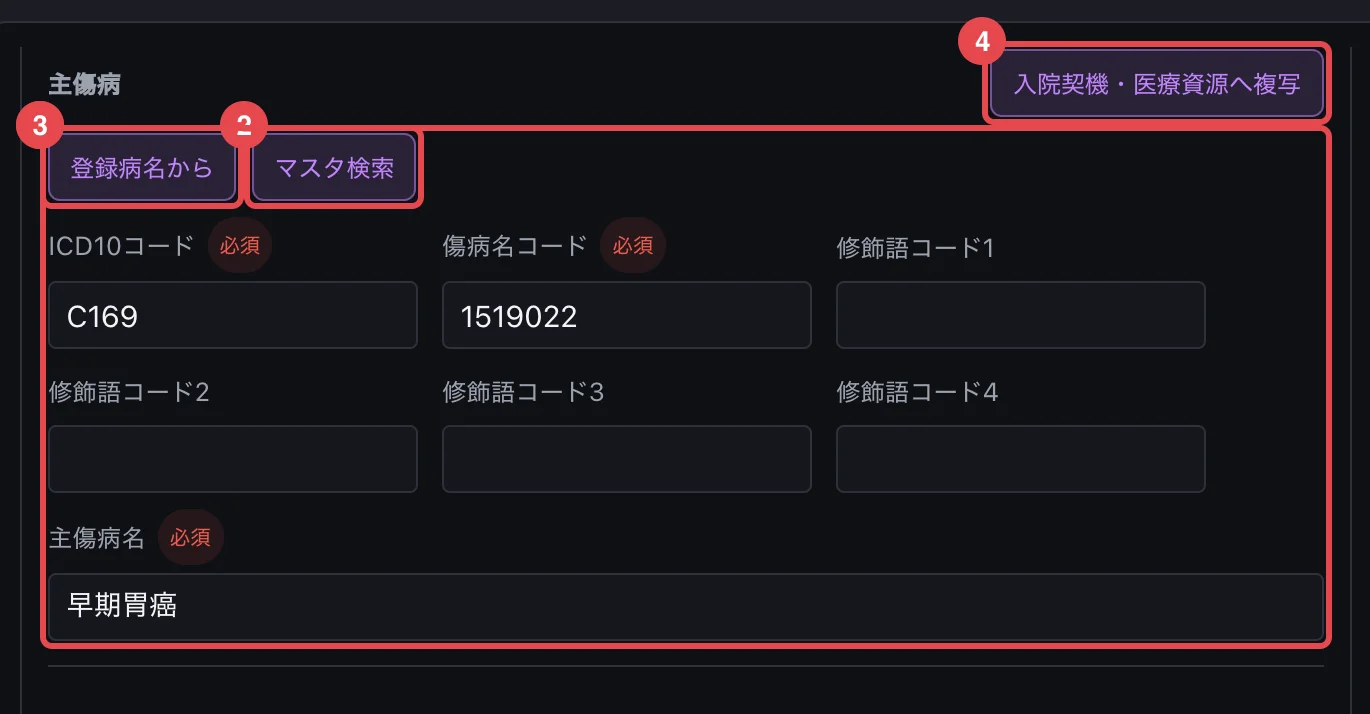 4
主傷病
入院契機・医療資源へ複写
3
2
登録病名から
マスタ検索
ICD10コード 必須
傷病名コード 必須
修飾語コード1
C169
1519022
修飾語コード2
修飾語コード3
修飾語コード4
主傷病名 必須
早期胃癌